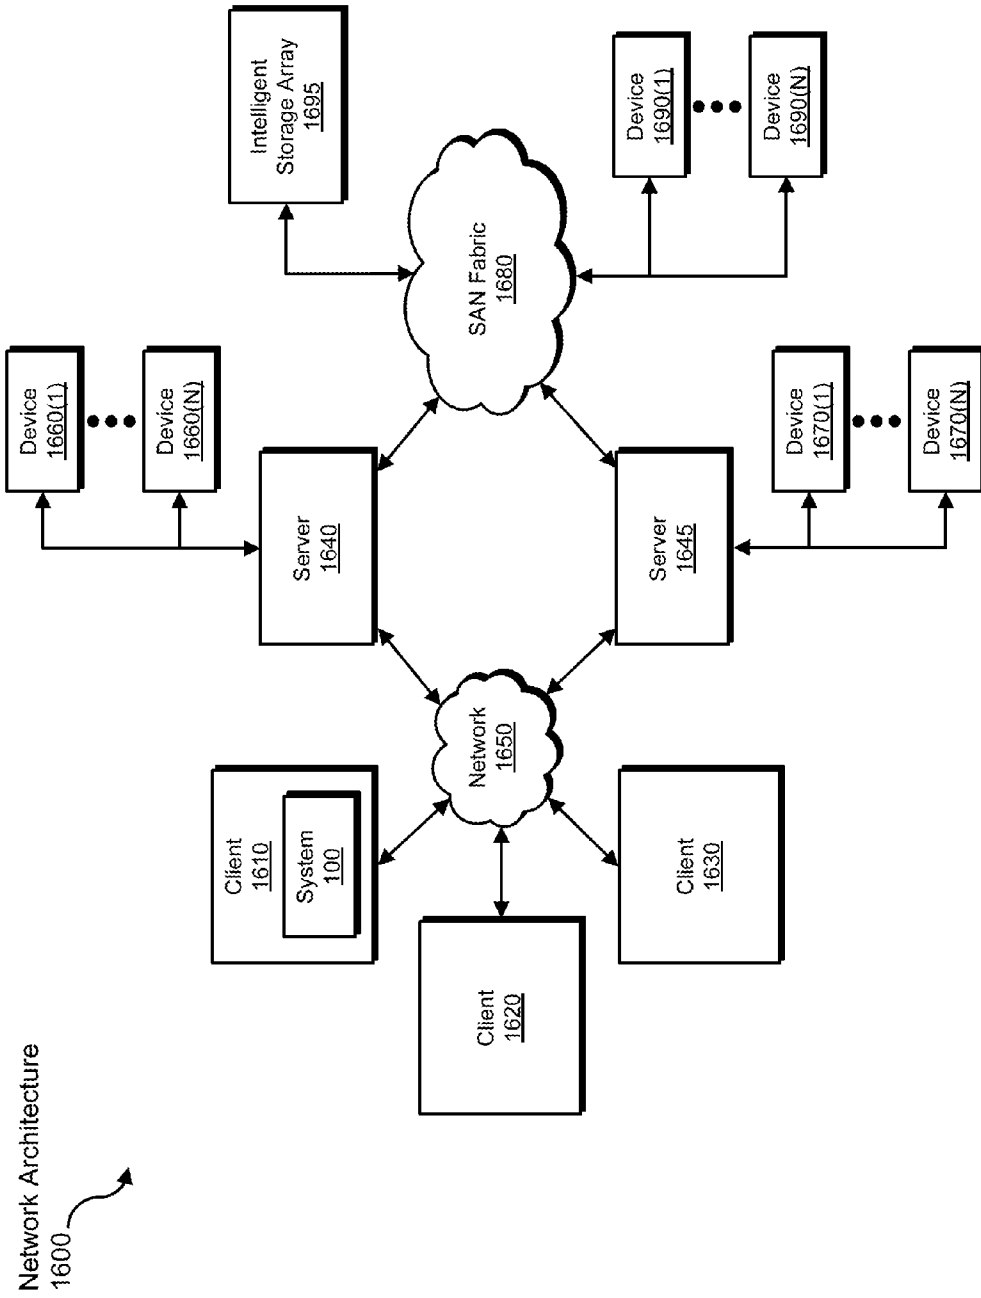 Network Architecture
1600
Client
1610
System
100
Client
1620
Client
1630
Network
1650
Device
1660(1)
Device
1660(N)
Server
1640
Server
1645
Device
1670(1)
Device
1670(N)
Intelligent
Storage Array
1695
SAN Fabric
1680
Device
1690(1)
Device
1690(N)